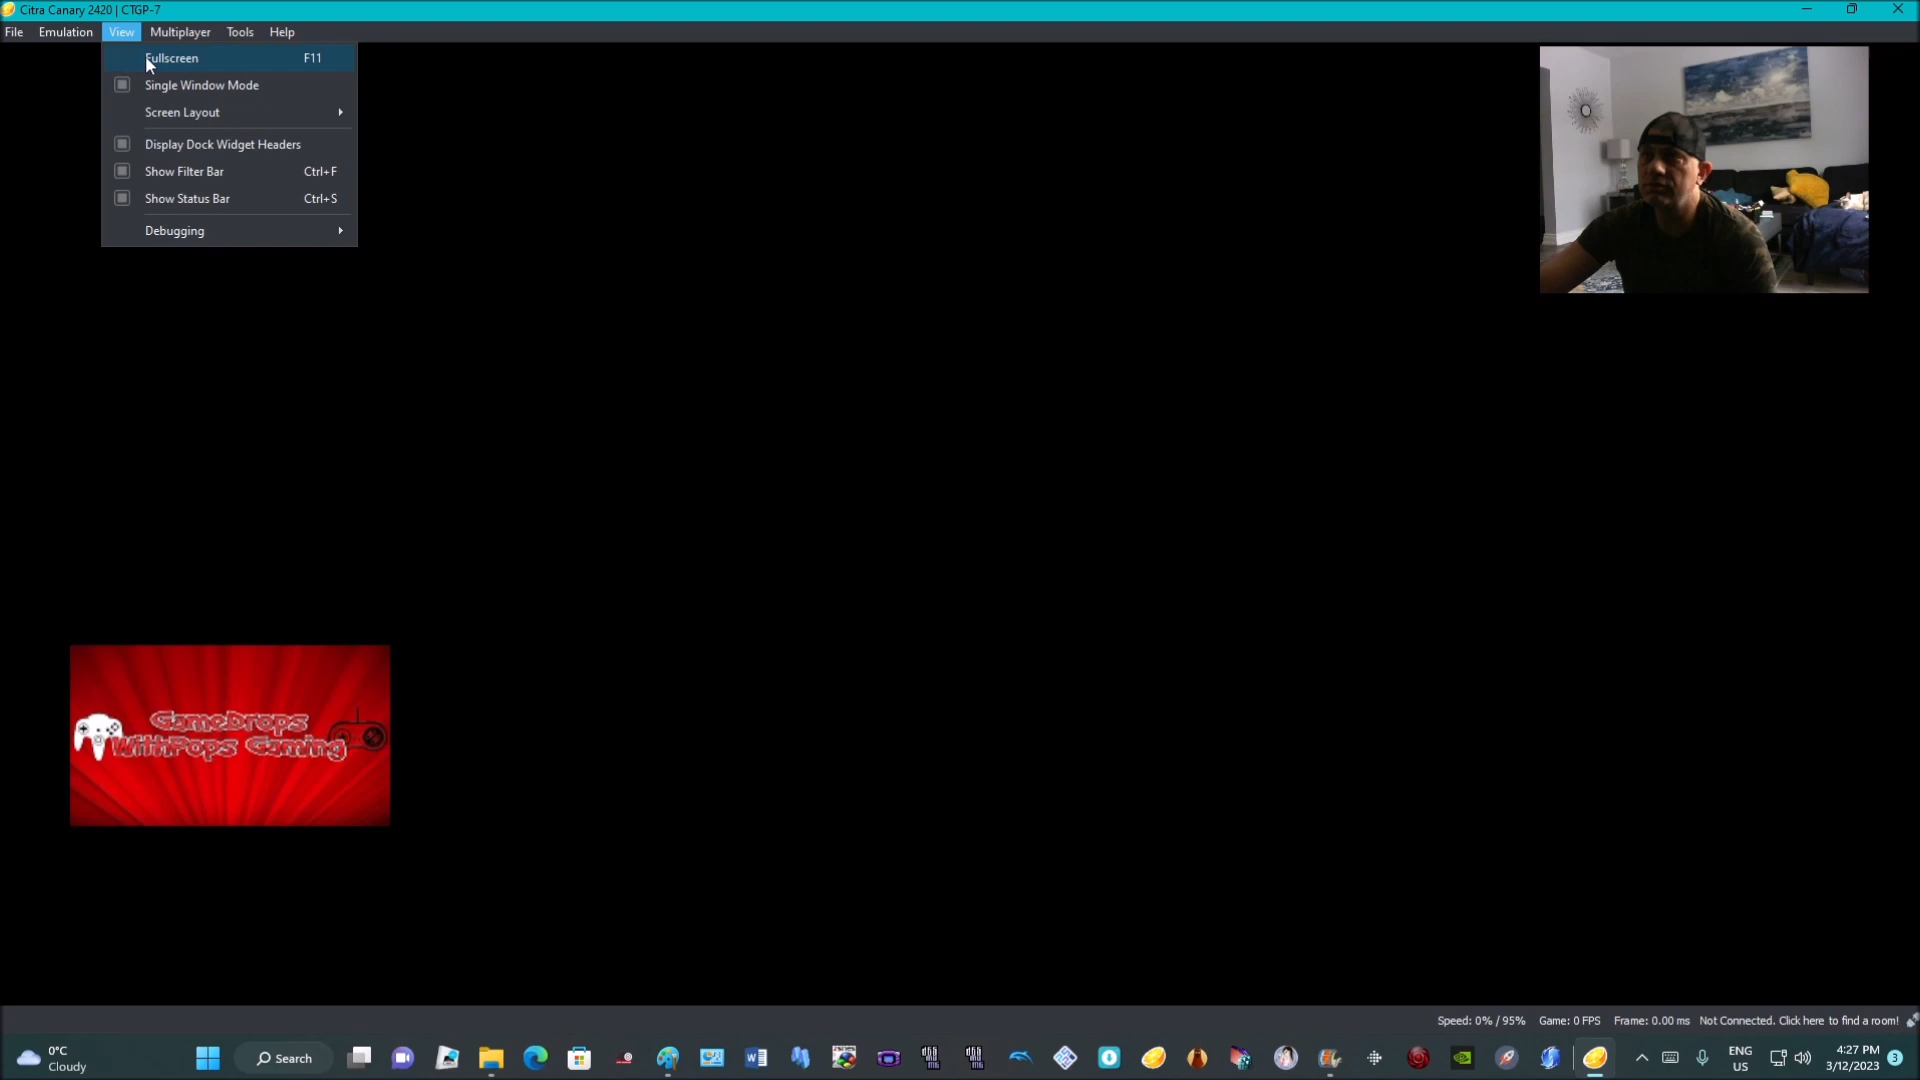 Citra Canary 2420 | CTGP-7
File Emulation View Multiplayer Tools Help
Fullscreen F11
Single Window Mode
Screen Layout
Display Dock Widget Headers
Show Filter Bar Ctrl+F
Show Status Bar Ctrl+S
Debugging
GameDrops
WithPops Gaming
Speed: 0% / 95% Game: 0 FPS Frame: 0.00 ms Not Connected. Click here to find a room!
0°C
Cloudy
Search
ENG
US
4:27 PM
3/12/2023
3